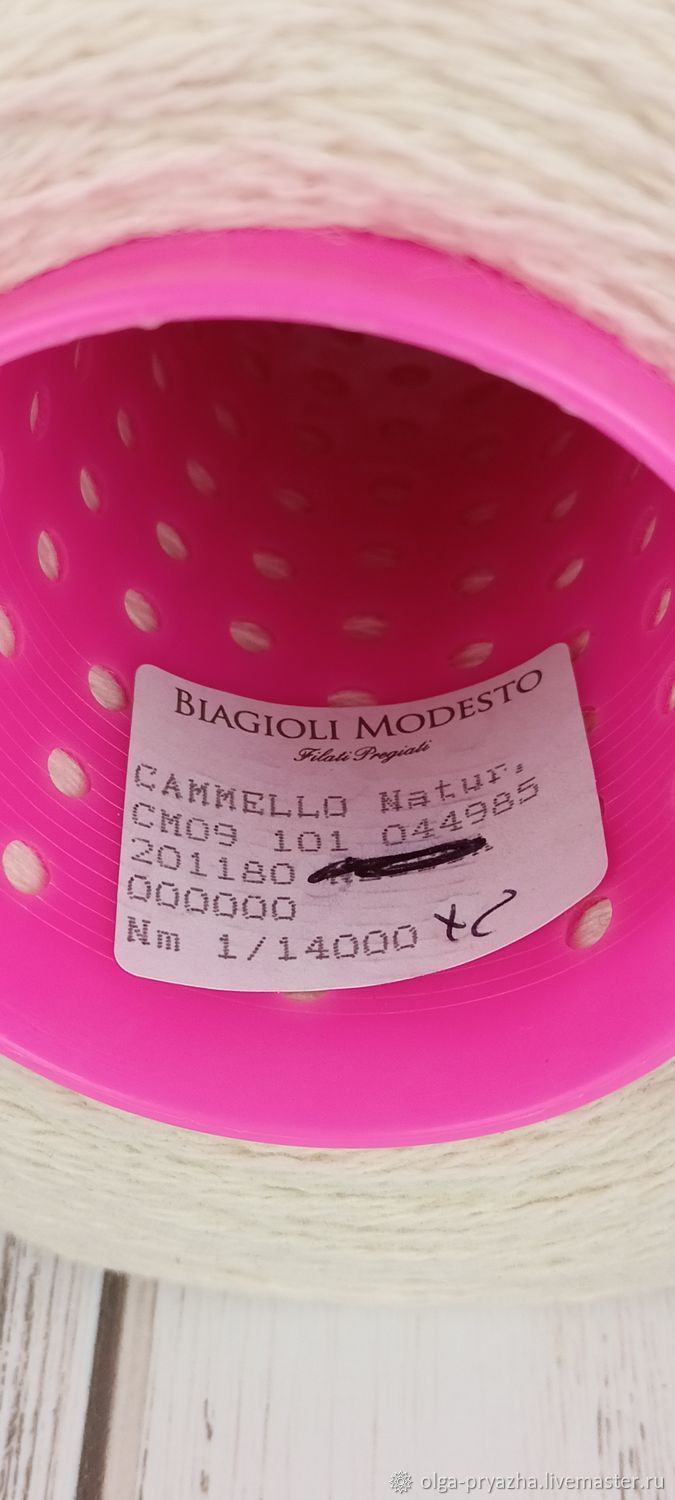 BIAGIOLI MODESTO
Filati Pregiati
CAMMELLO Natur.
CM09 101 044985
201180
000000
Nm 1/14000 x2
olga-pryazha.livemaster.ru